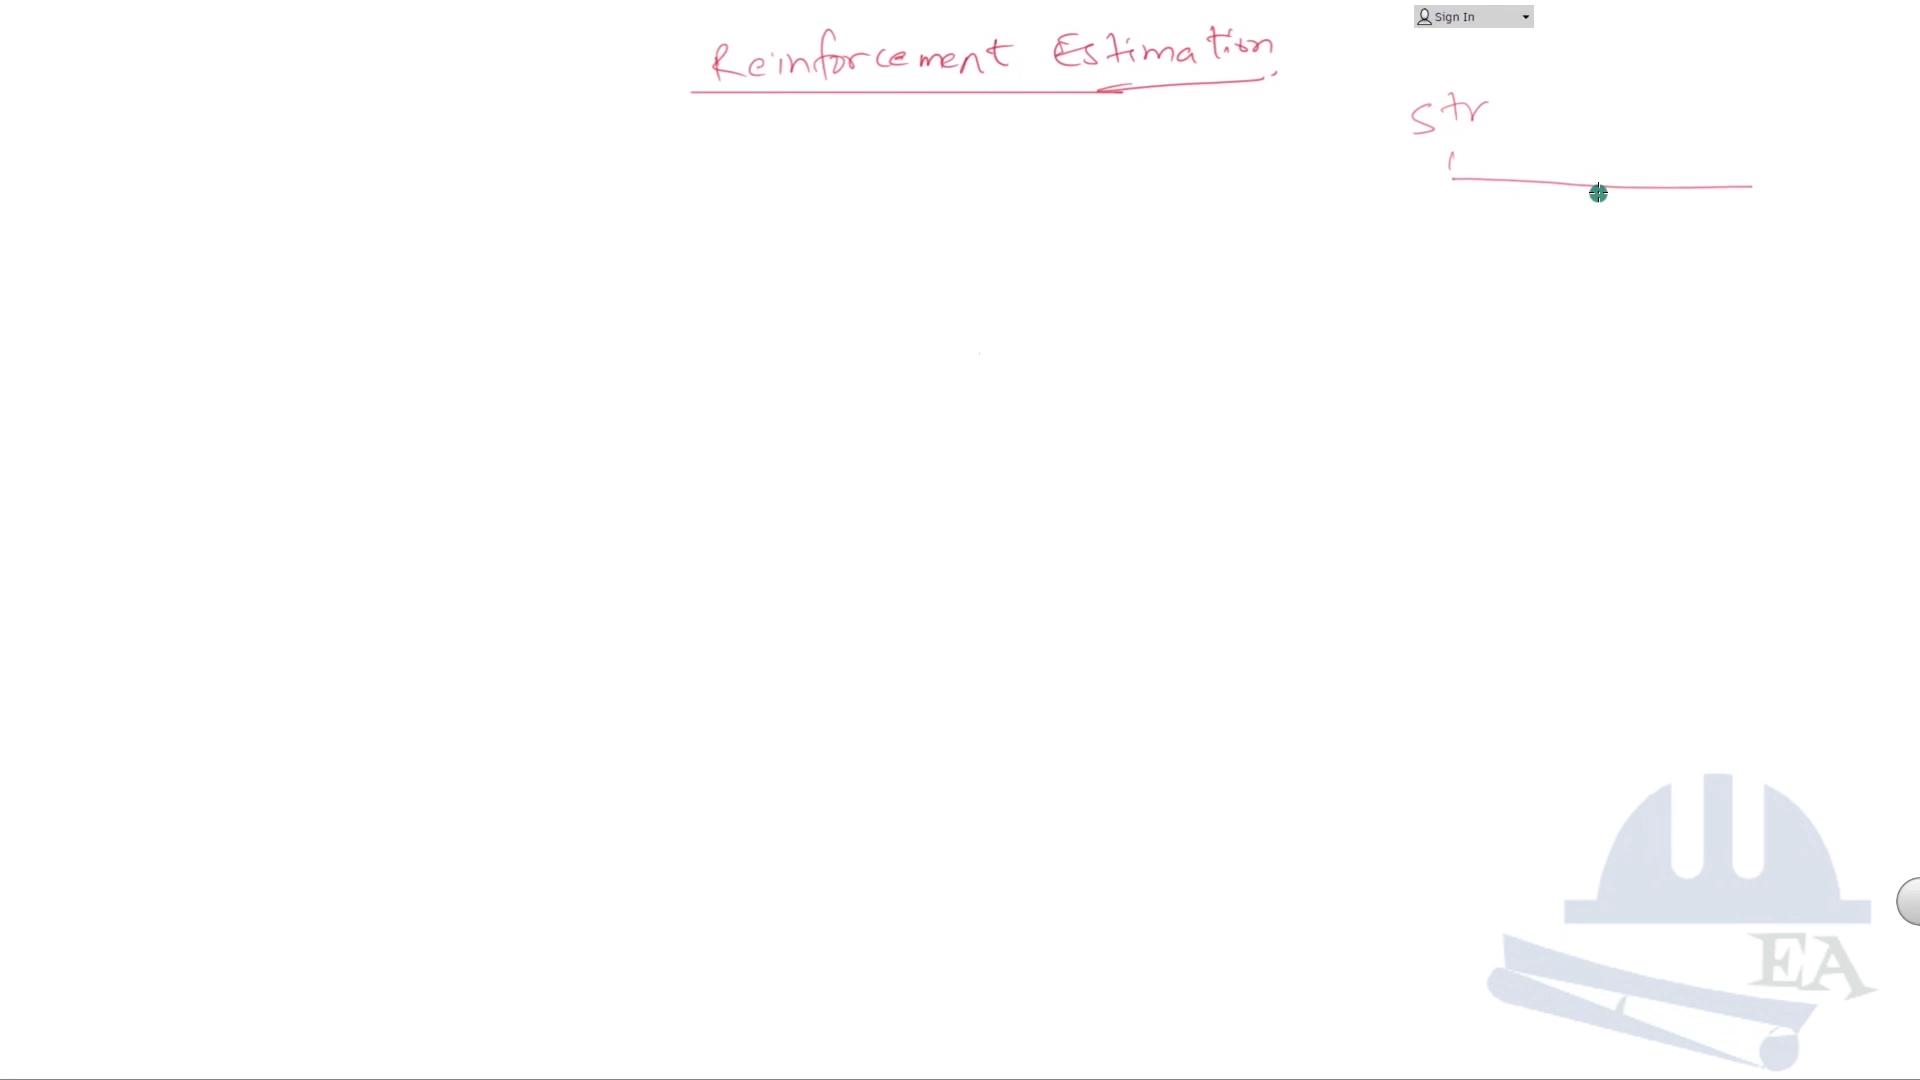 Sign In
Reinforcement Estimation.
str
EA